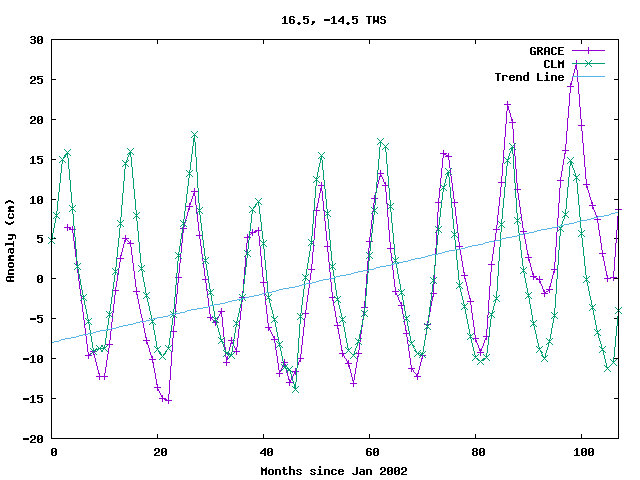 16.5, -14.5 TWS
GRACE
CLM
Trend Line
30
25
20
15
10
5
0
-5
-10
-15
-20
Anomaly (cm)
0 20 40 60 80 100
Months since Jan 2002